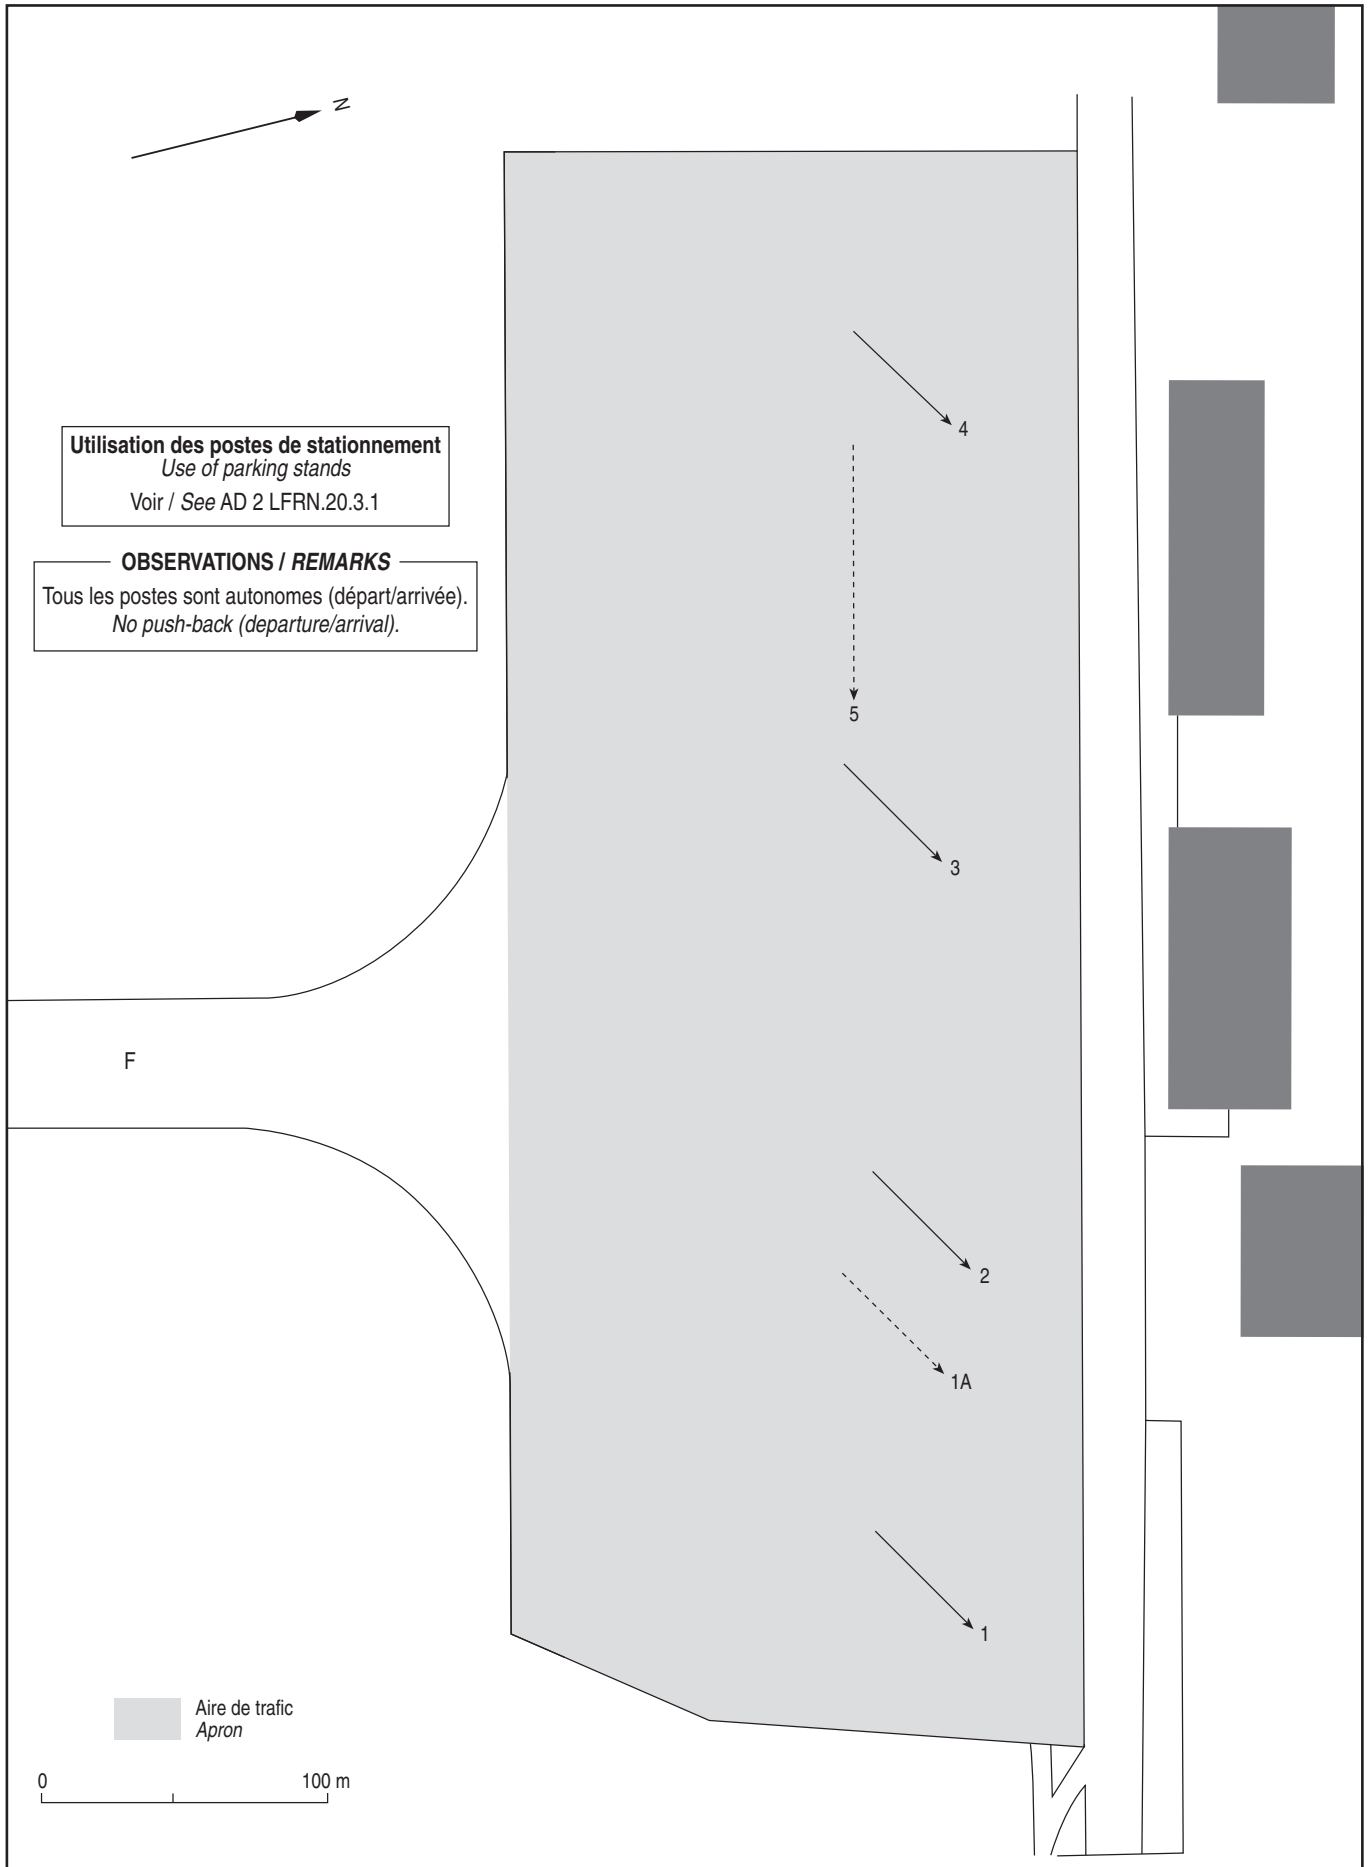 N
4
Utilisation des postes de stationnement
Use of parking stands
Voir / See AD 2 LFRN.20.3.1
OBSERVATIONS / REMARKS
Tous les postes sont autonomes (départ/arrivée).
No push-back (departure/arrival).
5
3
F
2
1A
1
Aire de trafic
Apron
0 100 m